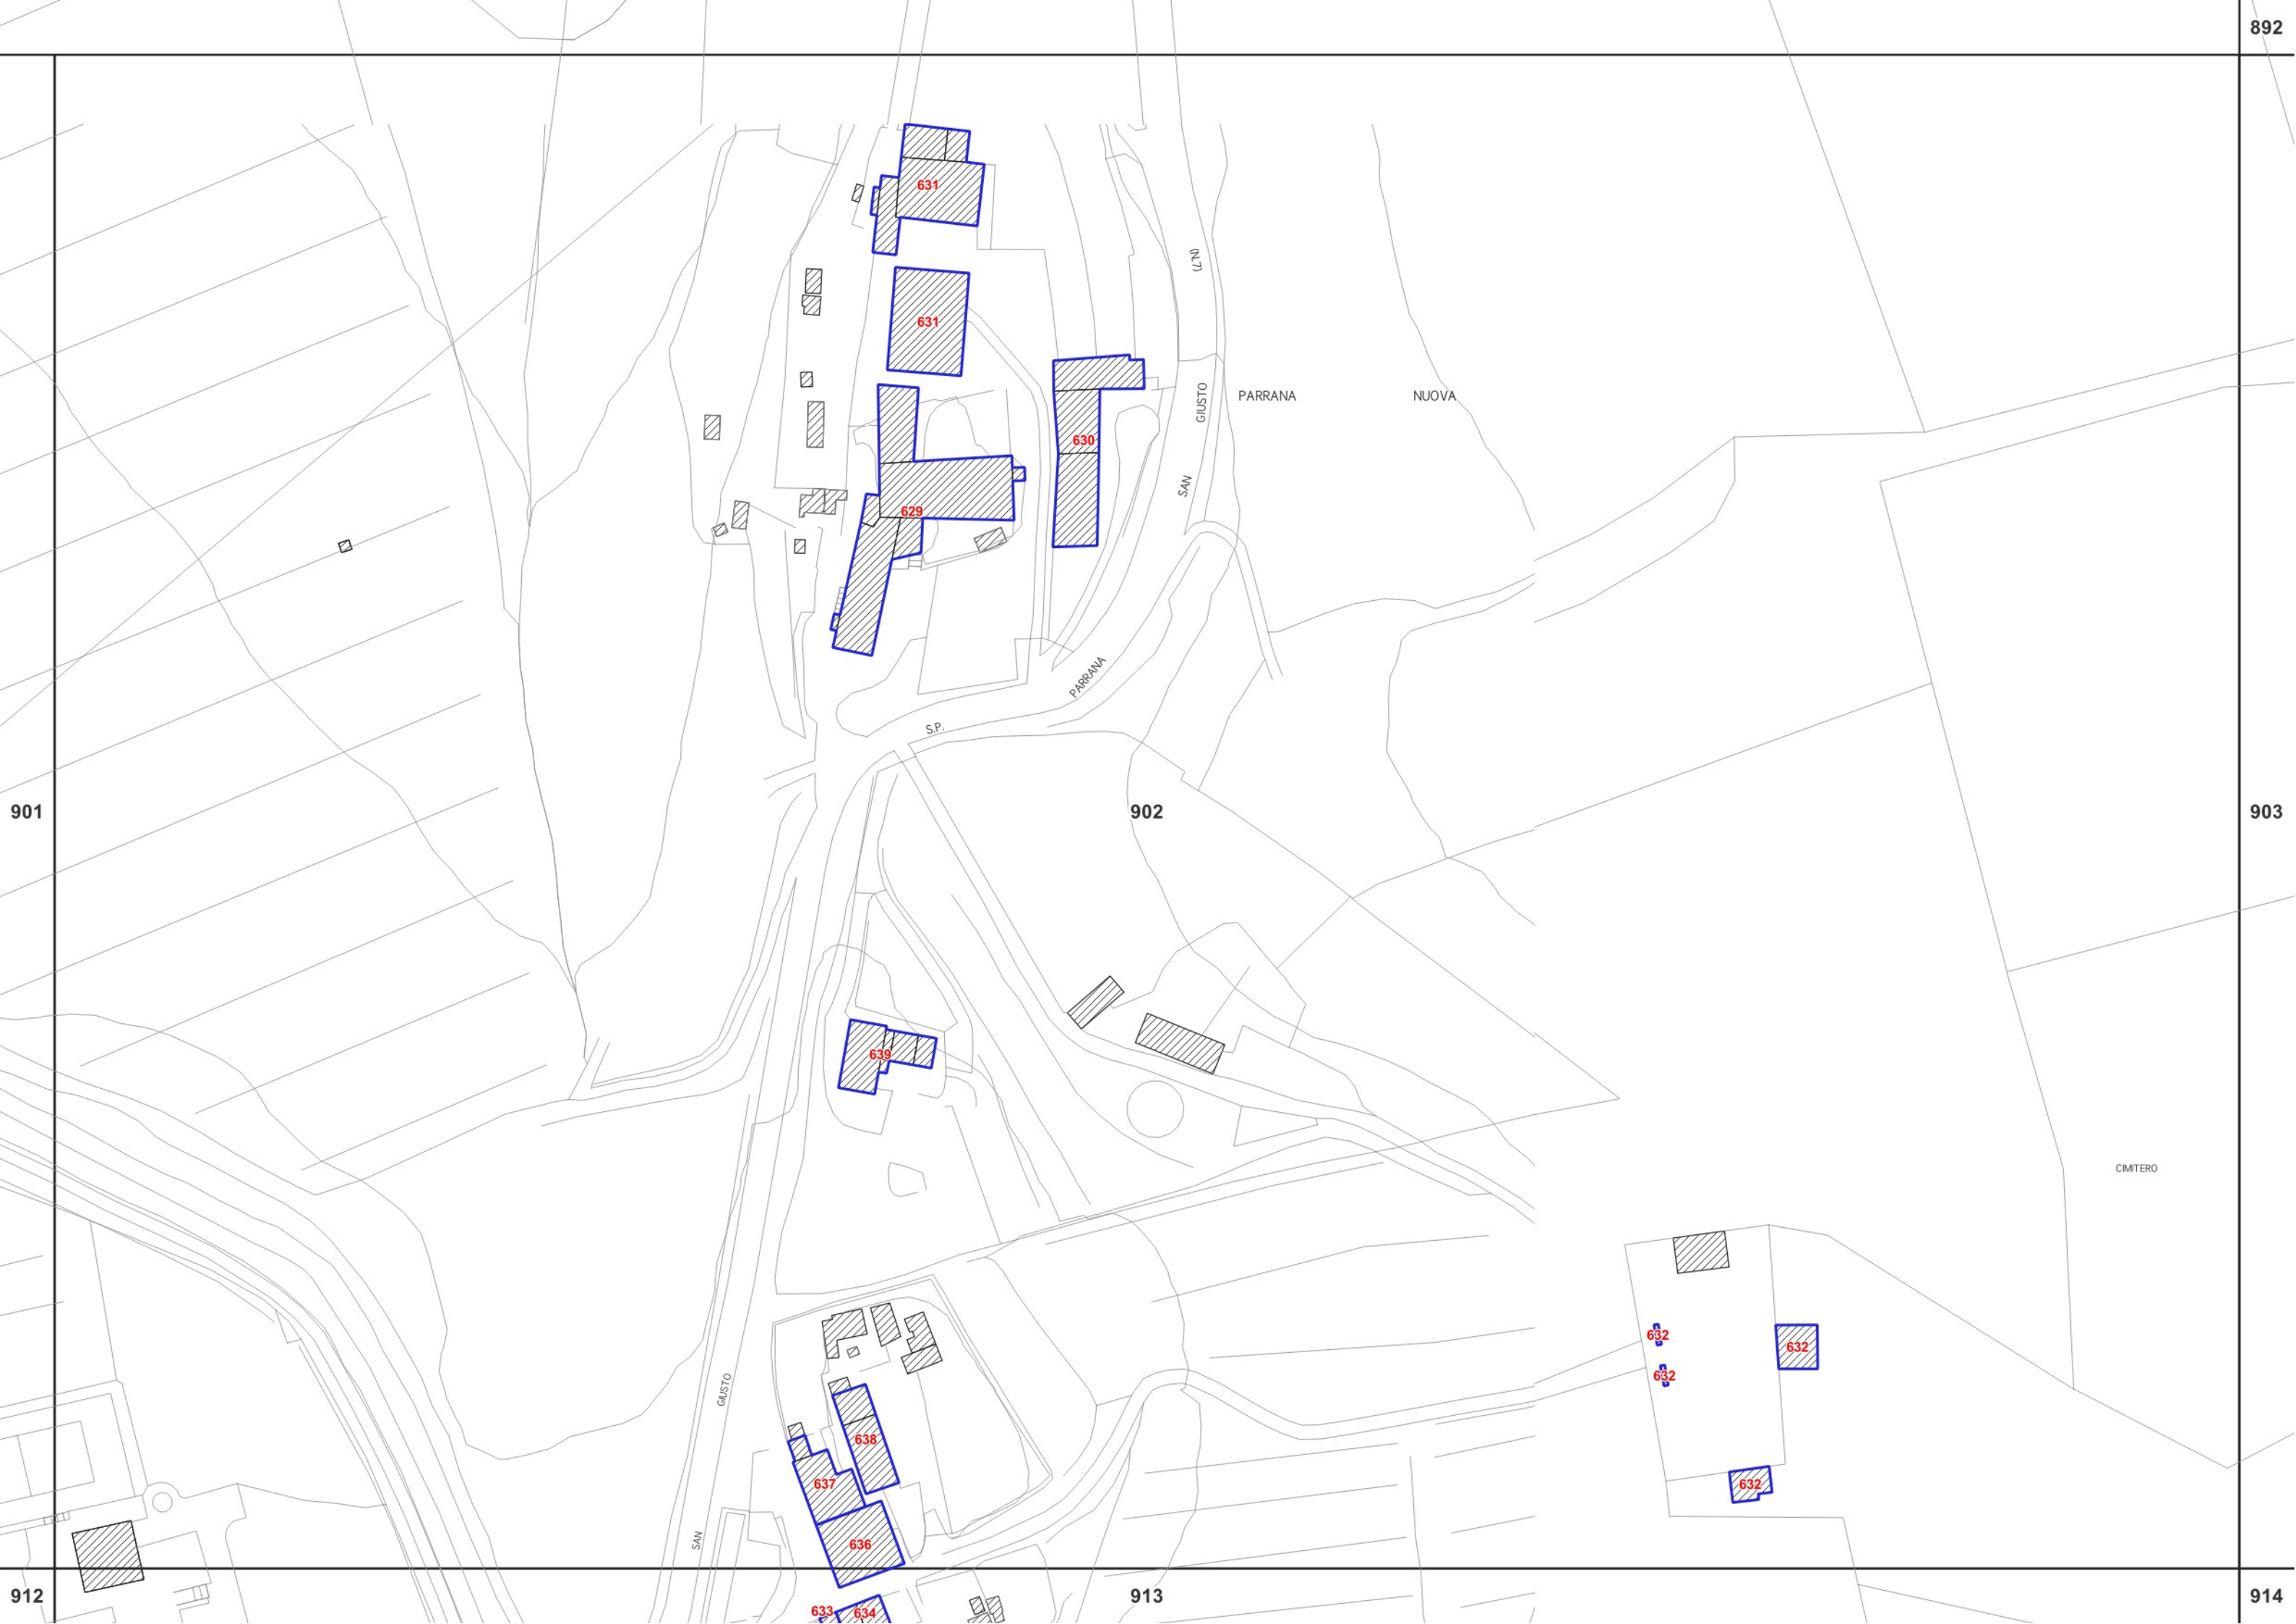 892
631
(N.7)
631
GIUSTO
PARRANA
NUOVA
630
SAN
629
PARRANA
S.P.
901
902
903
639
CIMITERO
632
632
632
GIUSTO
638
637
632
SAN
636
912
913
914
633
634